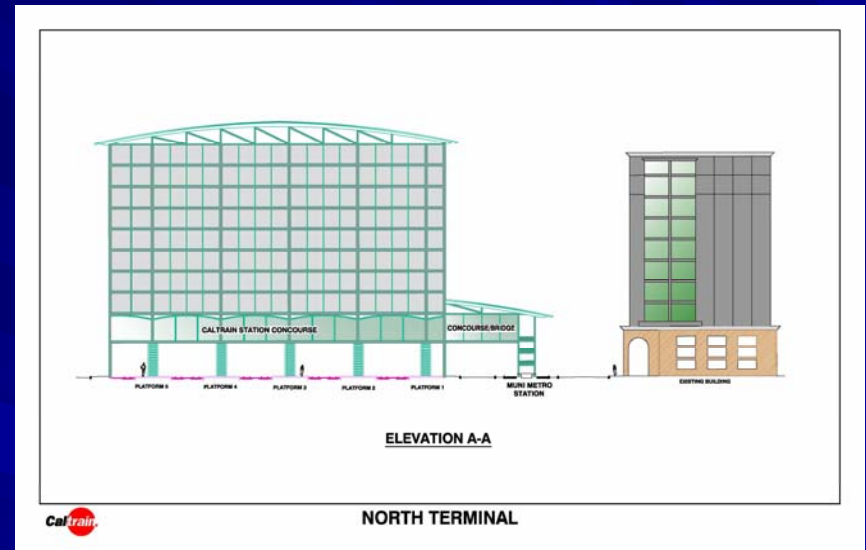 CALTRAIN STATION CONCOURSE
CONCOURSE/BRIDGE
PLATFORM 5
PLATFORM 4
PLATFORM 3
PLATFORM 2
PLATFORM 1
MUNI METRO
STATION
EXISTING BUILDING
ELEVATION A-A
Caltrain
NORTH TERMINAL